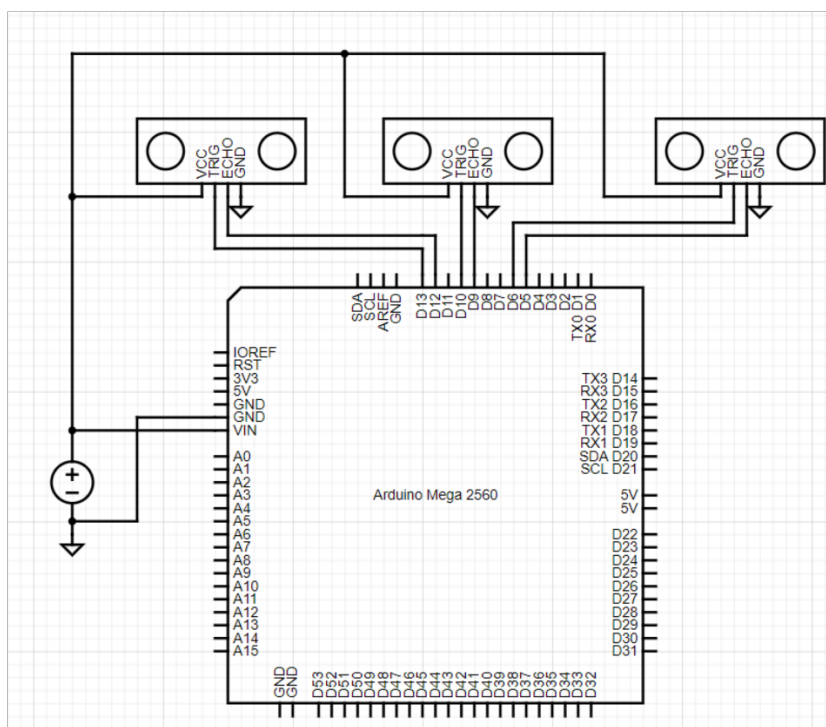 VCC TRIG ECHO GND
VCC TRIG ECHO GND
VCC TRIG ECHO GND
SDA SCL AREF GND D13 D12 D11 D10 D9 D8 D7 D6 D5 D4 D3 D2 TX0 D1 RX0 D0
IOREF
RST
3V3
5V
GND
GND
VIN
A0
A1
A2
A3
A4
A5
A6
A7
A8
A9
A10
A11
A12
A13
A14
A15
+
−
Arduino Mega 2560
TX3 D14
RX3 D15
TX2 D16
RX2 D17
TX1 D18
RX1 D19
SDA D20
SCL D21
5V
5V
D22
D23
D24
D25
D26
D27
D28
D29
D30
D31
GND GND D53 D52 D51 D50 D49 D48 D47 D46 D45 D44 D43 D42 D41 D40 D39 D38 D37 D36 D35 D34 D33 D32